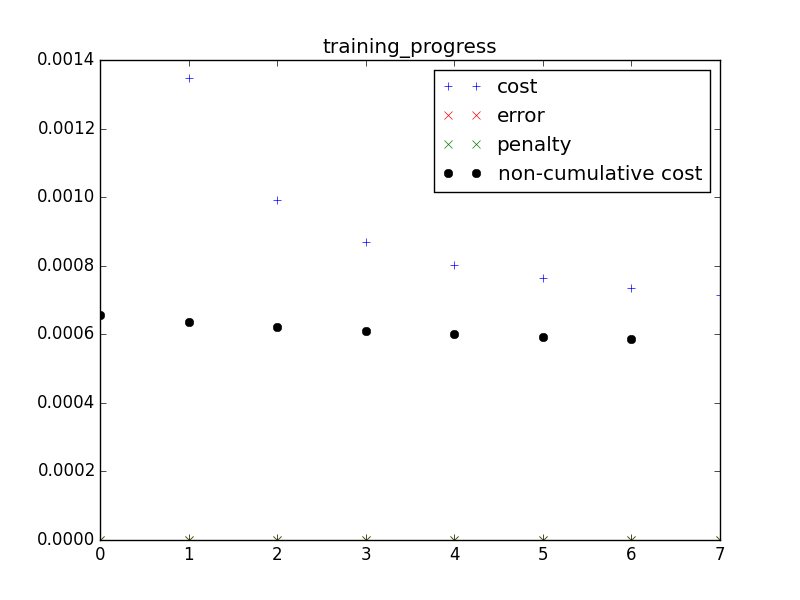 training_progress
0.0014
0.0012
0.0010
0.0008
0.0006
0.0004
0.0002
0.0000
cost
error
penalty
non-cumulative cost
0 1 2 3 4 5 6 7